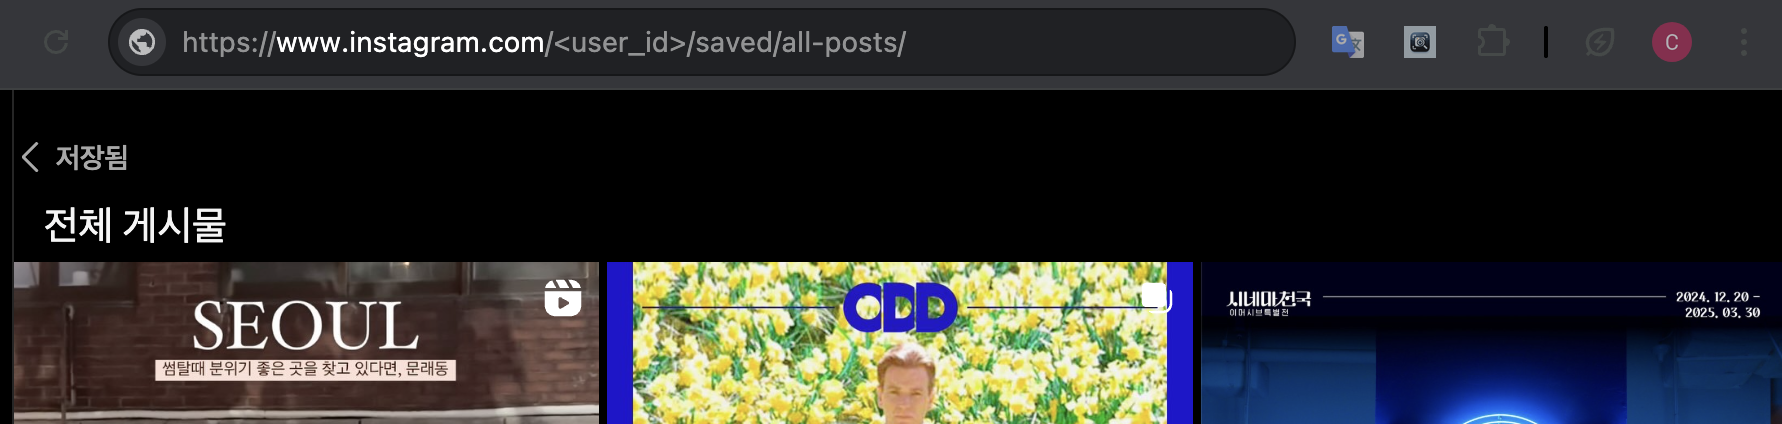 https://www.instagram.com/<user_id>/saved/all-posts/
G 文
C
저장됨
전체 게시물
SEOUL
썸탈때 분위기 좋은 곳을 찾고 있다면, 문래동
ODD
시네마천국
이머시브특별전
2024. 12. 20 –
2025. 03. 30